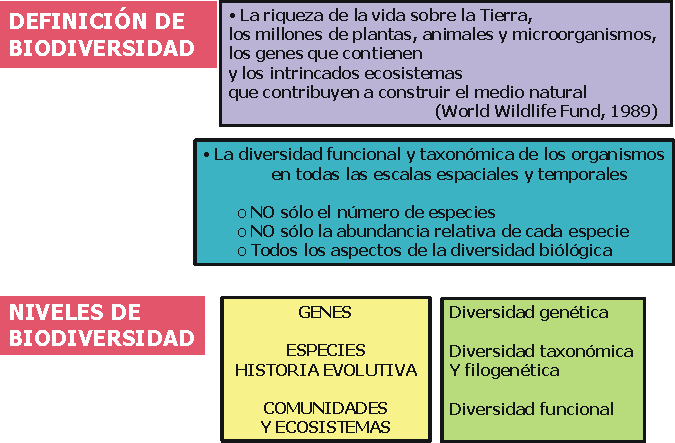 DEFINICIÓN DE
BIODIVERSIDAD
• La riqueza de la vida sobre la Tierra,
los millones de plantas, animales y microorganismos,
los genes que contienen
y los intrincados ecosistemas
que contribuyen a construir el medio natural
(World Wildlife Fund, 1989)
• La diversidad funcional y taxonómica de los organismos
en todas las escalas espaciales y temporales
o NO sólo el número de especies
o NO sólo la abundancia relativa de cada especie
o Todos los aspectos de la diversidad biólógica
NIVELES DE
BIODIVERSIDAD
GENES
ESPECIES
HISTORIA EVOLUTIVA
COMUNIDADES
Y ECOSISTEMAS
Diversidad genética
Diversidad taxonómica
Y filogenética
Diversidad funcional